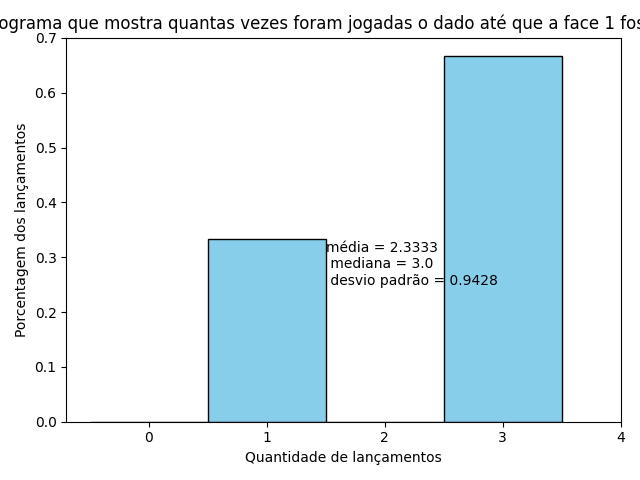 ograma que mostra quantas vezes foram jogadas o dado até que a face 1 fos
0.7
0.6
0.5
0.4
0.3
0.2
0.1
0.0
Porcentagem dos lançamentos
média = 2.3333
mediana = 3.0
desvio padrão = 0.9428
0 1 2 3 4
Quantidade de lançamentos